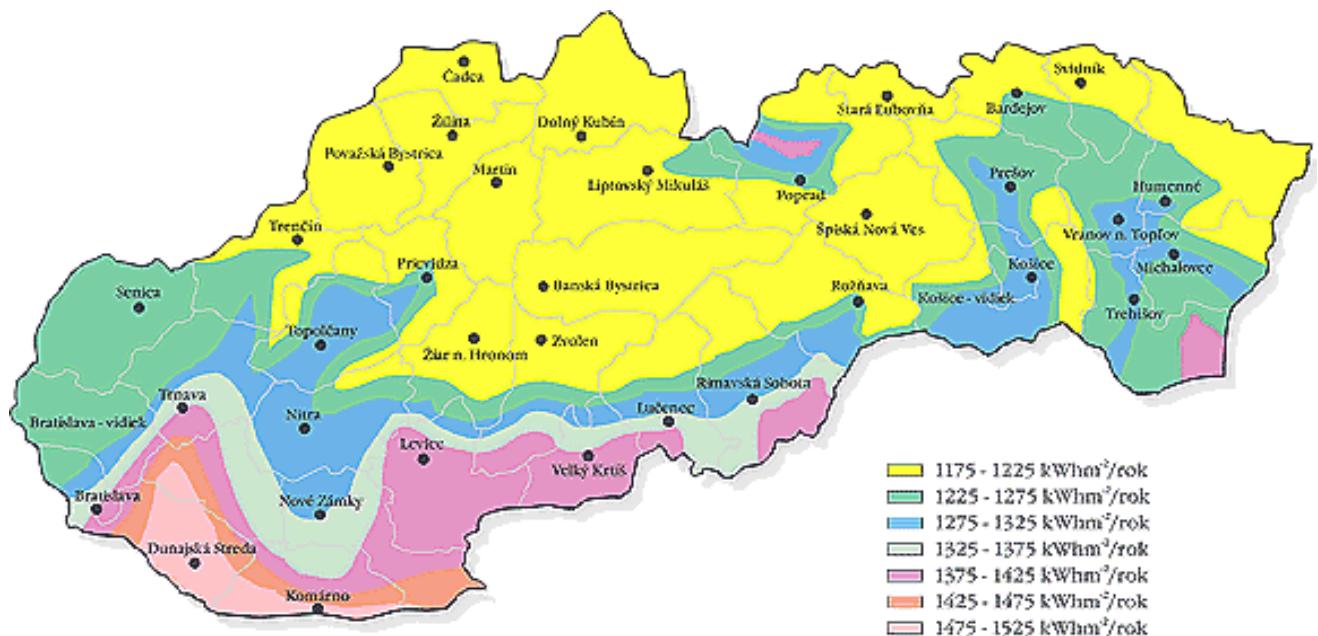 Čadca
Svidník
Stará Ľubovňa
Bardejov
Žilina
Dolný Kubín
Považská Bystrica
Martin
Liptovský Mikuláš
Poprad
Prešov
Humenné
Trenčín
Spišská Nová Ves
Vranov n. Topľov
Michalovce
Prievidza
Banská Bystrica
Rožňava
Košice
Košice - vidiek
Trebišov
Senica
Topoľčany
Žiar n. Hronom
Zvolen
Trnava
Rimavská Sobota
Bratislava - vidiek
Nitra
Lučenec
Levice
Veľký Krtíš
Bratislava
Nové Zámky
Dunajská Streda
Komárno
1175 - 1225 kWhm⁻²/rok
1225 - 1275 kWhm⁻²/rok
1275 - 1325 kWhm⁻²/rok
1325 - 1375 kWhm⁻²/rok
1375 - 1425 kWhm⁻²/rok
1425 - 1475 kWhm⁻²/rok
1475 - 1525 kWhm⁻²/rok